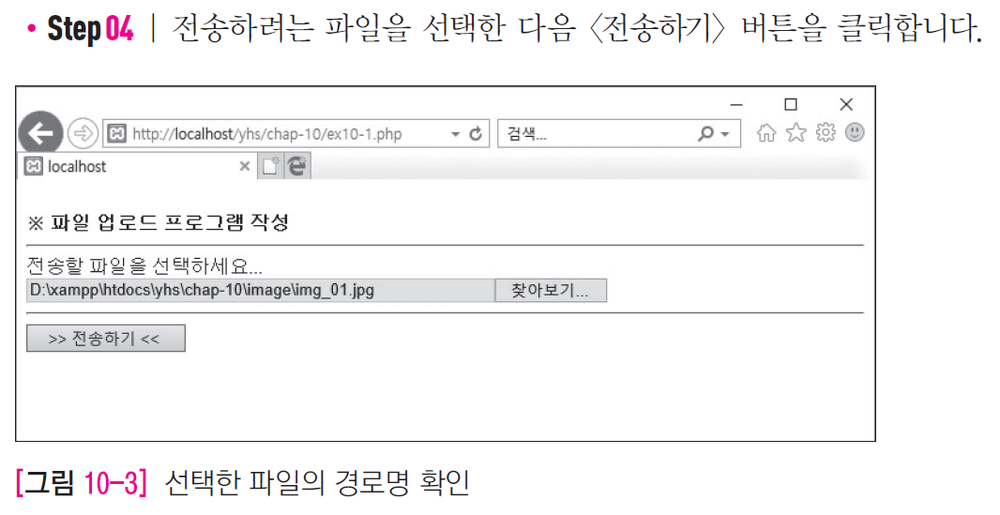 • Step 04 | 전송하려는 파일을 선택한 다음 〈전송하기〉 버튼을 클릭합니다.
http://localhost/yhs/chap-10/ex10-1.php
검색...
localhost
※ 파일 업로드 프로그램 작성
전송할 파일을 선택하세요...
D:\xampp\htdocs\yhs\chap-10\image\img_01.jpg 찾아보기...
>> 전송하기 <<
[그림 10-3] 선택한 파일의 경로명 확인